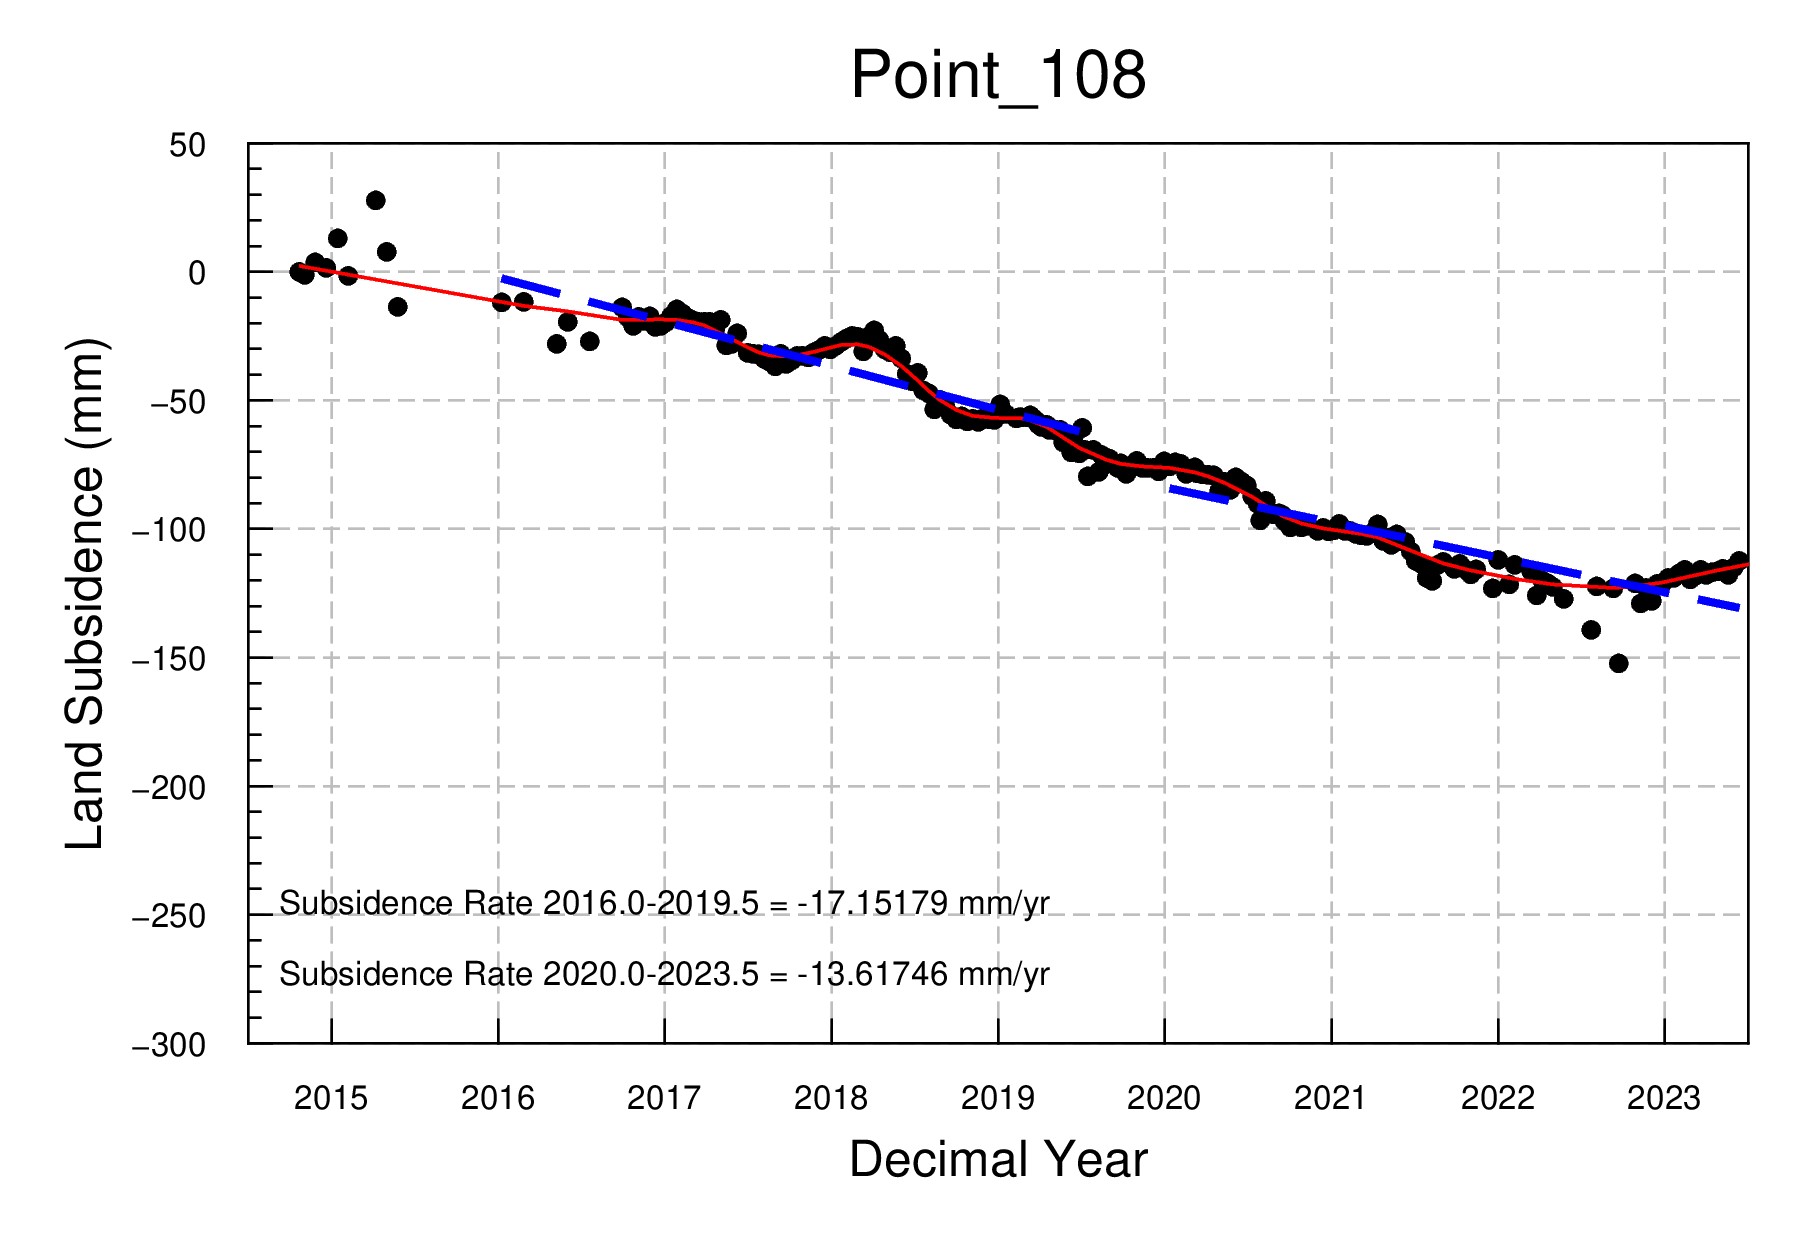 Point_108
50
0
−50
−100
−150
−200
−250
−300
Land Subsidence (mm)
Subsidence Rate 2016.0-2019.5 = -17.15179 mm/yr
Subsidence Rate 2020.0-2023.5 = -13.61746 mm/yr
2015 2016 2017 2018 2019 2020 2021 2022 2023
Decimal Year